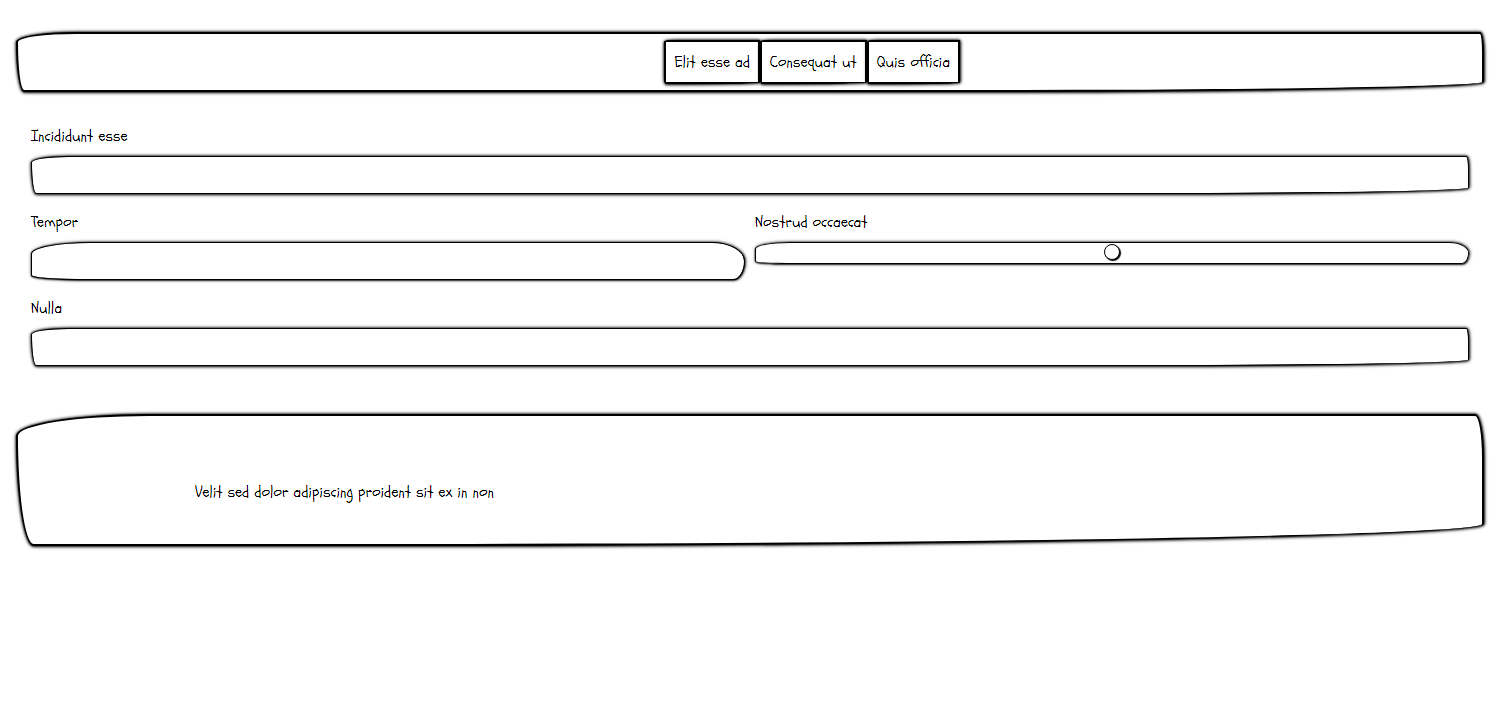 Elit esse ad
Consequat ut
Quis officia
Incididunt esse
Tempor
Nostrud occaecat
Nulla
Velit sed dolor adipiscing proident sit ex in non